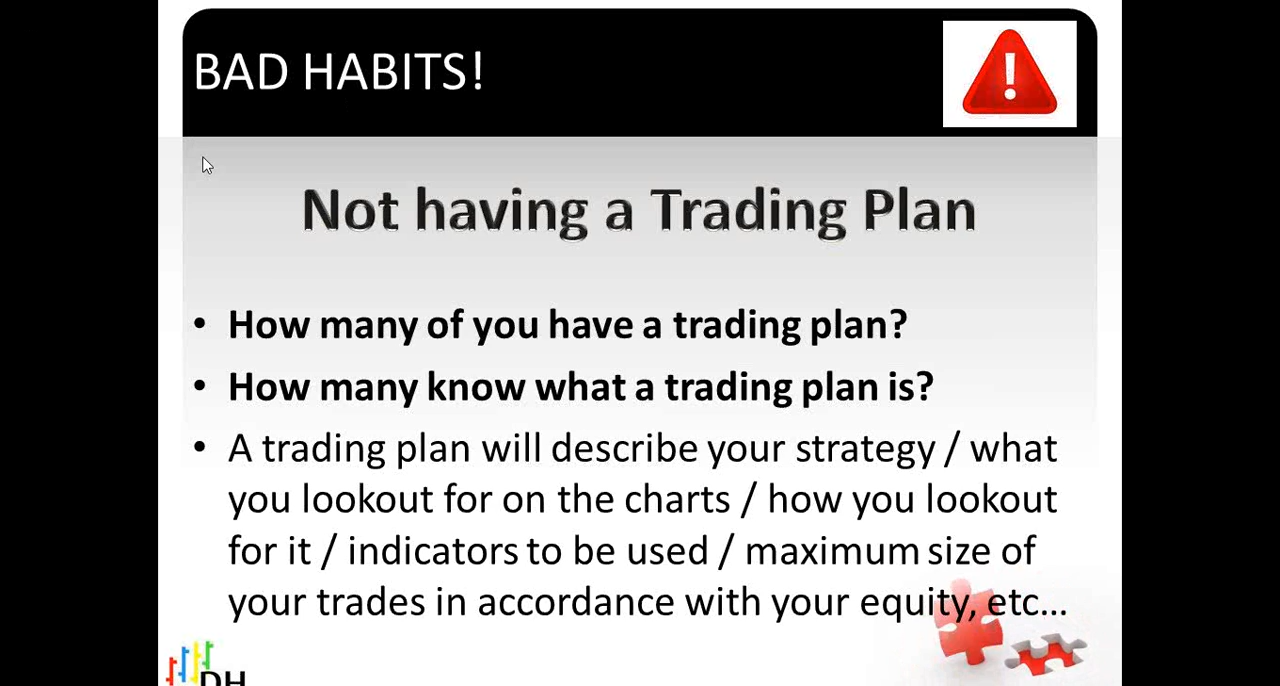 BAD HABITS!
Not having a Trading Plan
• How many of you have a trading plan?
• How many know what a trading plan is?
• A trading plan will describe your strategy / what
you lookout for on the charts / how you lookout
for it / indicators to be used / maximum size of
your trades in accordance with your equity, etc...
DH